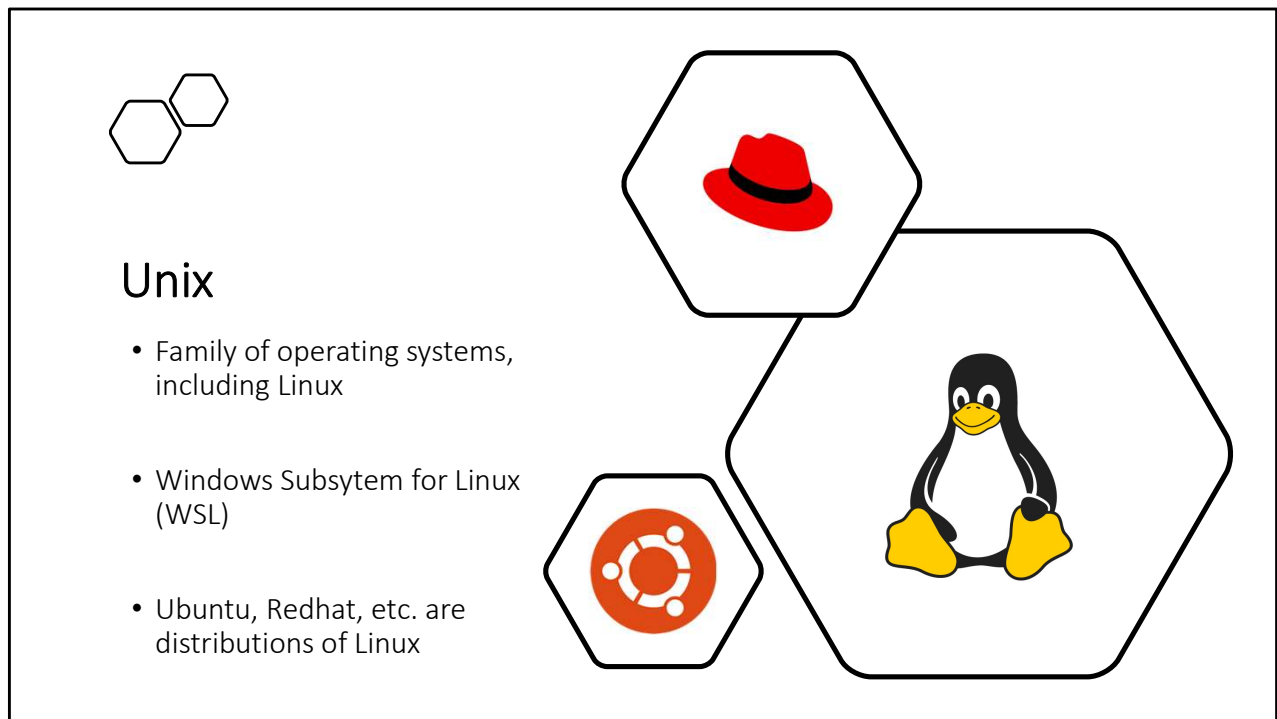 Unix
• Family of operating systems,
including Linux
• Windows Subsytem for Linux
(WSL)
• Ubuntu, Redhat, etc. are
distributions of Linux